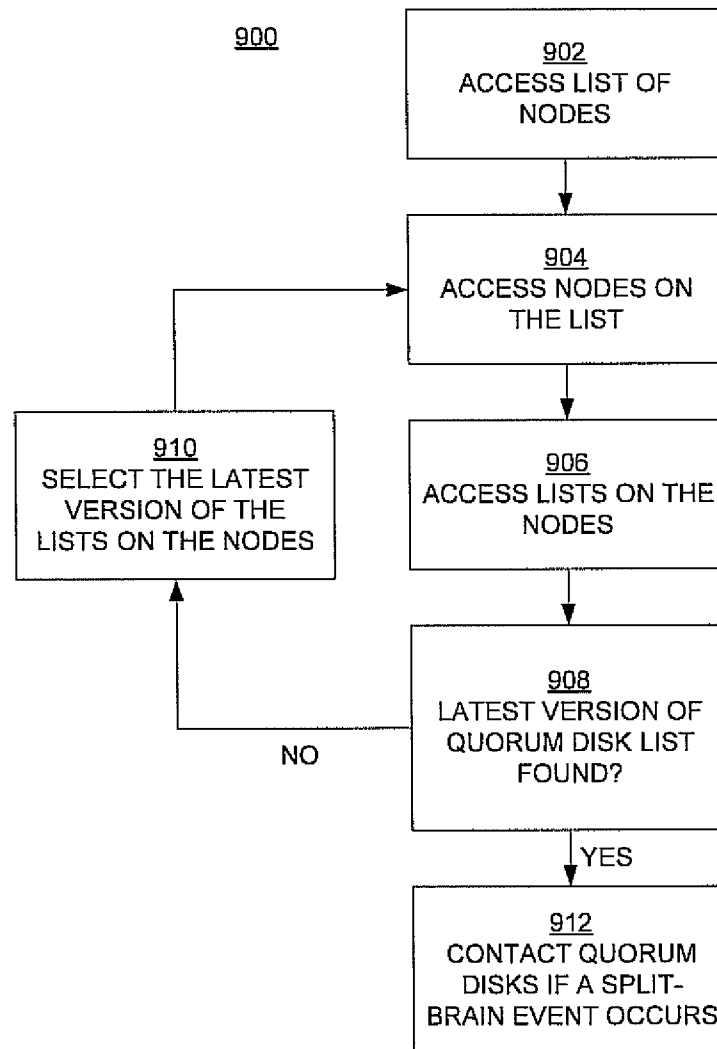 900
902
ACCESS LIST OF
NODES
904
ACCESS NODES ON
THE LIST
910
SELECT THE LATEST
VERSION OF THE
LISTS ON THE NODES
906
ACCESS LISTS ON THE
NODES
908
LATEST VERSION OF
QUORUM DISK LIST
FOUND?
NO
YES
912
CONTACT QUORUM
DISKS IF A SPLIT-
BRAIN EVENT OCCURS